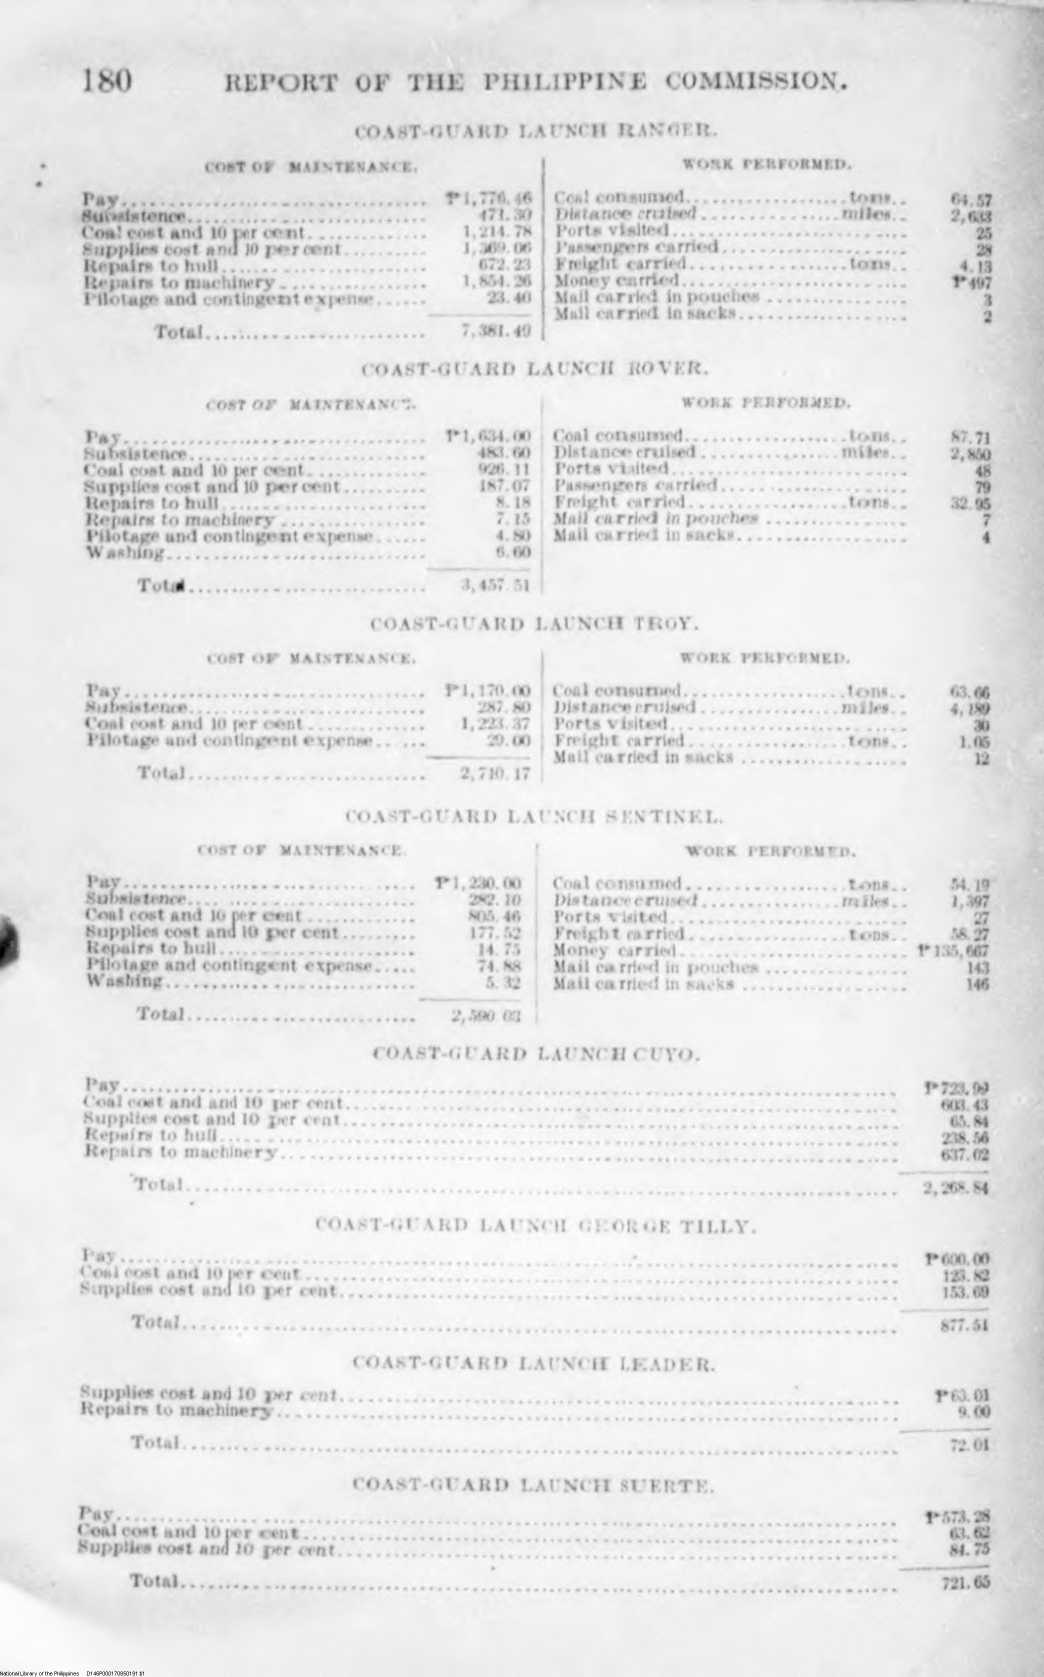 180 REPORT OF THE PHILIPPINE COMMISSION.
COAST-GUARD LAUNCH RANGER.
COST OF MAINTENANCE.
Pay ₱1,776.46
Subsistence 471.30
Coal cost and 10 per cent 1,214.78
Supplies cost and 10 per cent 1,369.06
Repairs to hull 672.23
Repairs to machinery 1,854.26
Pilotage and contingent expense 23.40
Total 7,381.49
WORK PERFORMED.
Coal consumed tons 64.57
Distance cruised miles 2,633
Ports visited 25
Passengers carried 28
Freight carried tons 4.13
Money carried ₱497
Mail carried in pouches 3
Mail carried in sacks 2
COAST-GUARD LAUNCH ROVER.
COST OF MAINTENANCE.
Pay ₱1,634.00
Subsistence 483.60
Coal cost and 10 per cent 926.11
Supplies cost and 10 per cent 187.07
Repairs to hull 8.18
Repairs to machinery 7.15
Pilotage and contingent expense 4.80
Washing 6.60
Total 3,457.51
WORK PERFORMED.
Coal consumed tons 87.71
Distance cruised miles 2,850
Ports visited 48
Passengers carried 79
Freight carried tons 32.95
Mail carried in pouches 7
Mail carried in sacks 4
COAST-GUARD LAUNCH TROY.
COST OF MAINTENANCE.
Pay ₱1,170.00
Subsistence 287.80
Coal cost and 10 per cent 1,223.37
Pilotage and contingent expense 29.00
Total 2,710.17
WORK PERFORMED.
Coal consumed tons 63.66
Distance cruised miles 4,189
Ports visited 30
Freight carried tons 1.05
Mail carried in sacks 12
COAST-GUARD LAUNCH SENTINEL.
COST OF MAINTENANCE.
Pay ₱1,230.00
Subsistence 282.10
Coal cost and 10 per cent 805.46
Supplies cost and 10 per cent 177.52
Repairs to hull 14.75
Pilotage and contingent expense 74.88
Washing 5.32
Total 2,590.03
WORK PERFORMED.
Coal consumed tons 54.19
Distance cruised miles 1,397
Ports visited 27
Freight carried tons 58.27
Money carried ₱135,667
Mail carried in pouches 143
Mail carried in sacks 146
COAST-GUARD LAUNCH CUYO.
Pay ₱723.99
Coal cost and and 10 per cent 603.43
Supplies cost and 10 per cent 65.84
Repairs to hull 238.56
Repairs to machinery 637.02
Total 2,268.84
COAST-GUARD LAUNCH GEORGE TILLY.
Pay ₱600.00
Coal cost and 10 per cent 123.82
Supplies cost and 10 per cent 153.69
Total 877.51
COAST-GUARD LAUNCH LEADER.
Supplies cost and 10 per cent ₱63.01
Repairs to machinery 9.00
Total 72.01
COAST-GUARD LAUNCH SUERTE.
Pay ₱573.28
Coal cost and 10 per cent 63.62
Supplies cost and 10 per cent 84.75
Total 721.65
National Library of the Philippines